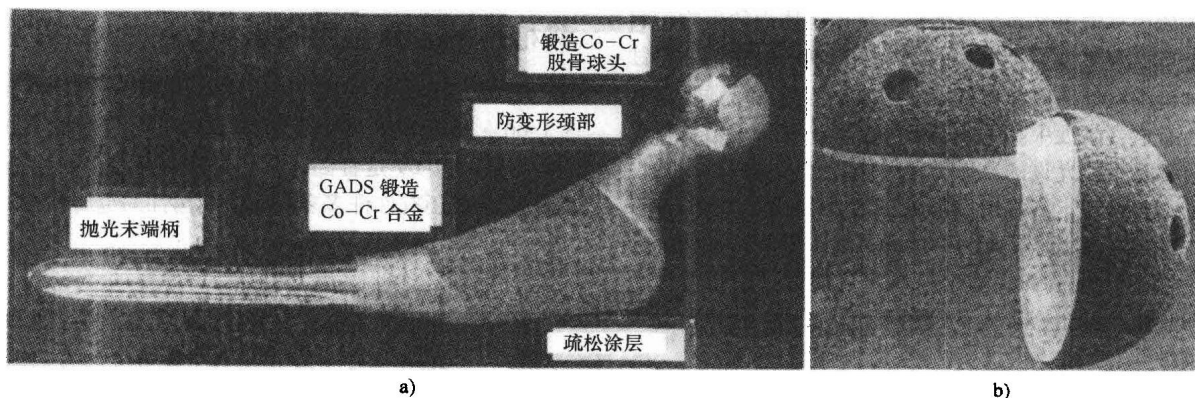 锻造Co-Cr
股骨球头
防变形颈部
GADS 锻造
Co-Cr 合金
抛光末端柄
疏松涂层
a)
b)